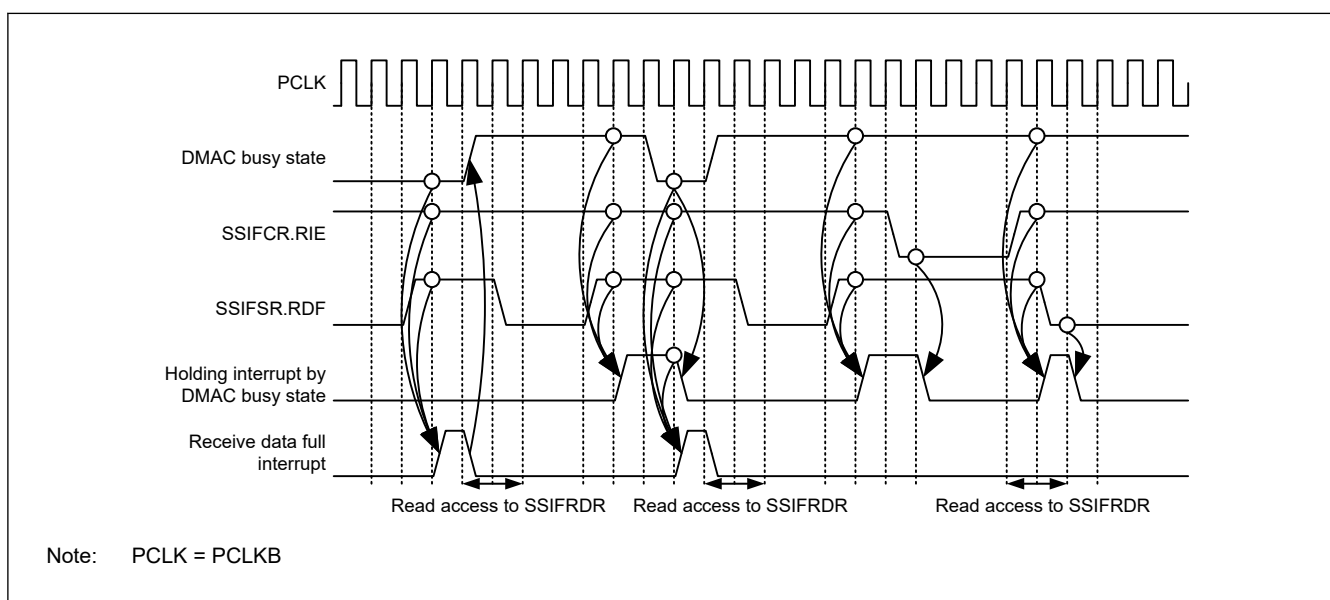 PCLK
DMAC busy state
SSIFCR.RIE
SSIFSR.RDF
Holding interrupt by
DMAC busy state
Receive data full
interrupt
Read access to SSIFRDR Read access to SSIFRDR Read access to SSIFRDR
Note: PCLK = PCLKB